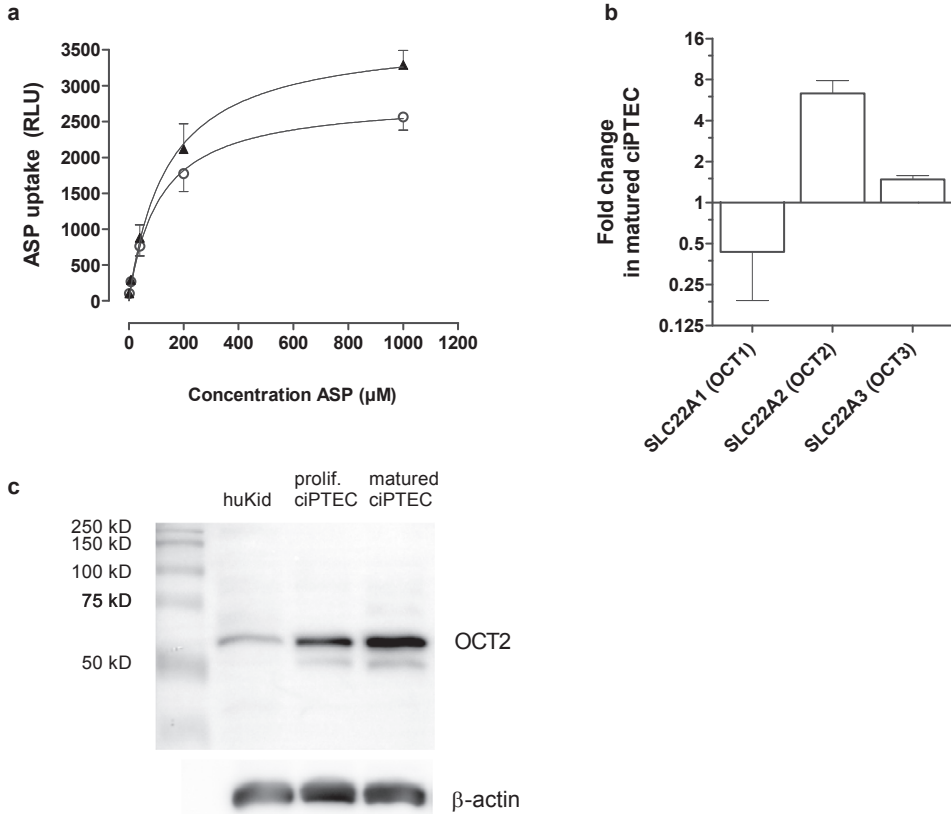 a
ASP uptake (RLU)
3500
3000
2500
2000
1500
1000
500
0
0 200 400 600 800 1000 1200
Concentration ASP (µM)
b
Fold change
in matured ciPTEC
16
8
4
2
1
0.5
0.25
0.125
SLC22A1 (OCT1)
SLC22A2 (OCT2)
SLC22A3 (OCT3)
c
huKid
prolif.
ciPTEC
matured
ciPTEC
250 kD
150 kD
100 kD
75 kD
50 kD
OCT2
β-actin